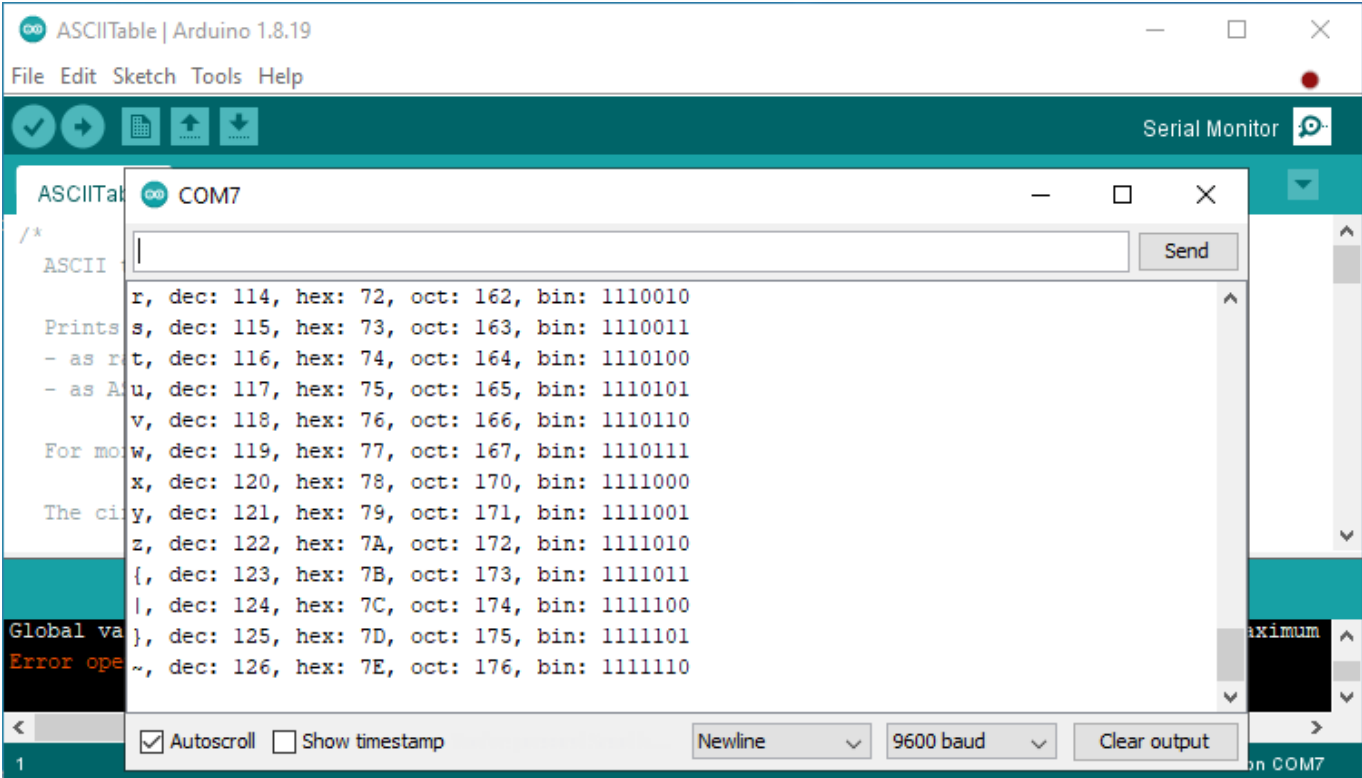 ASCIITable | Arduino 1.8.19
File Edit Sketch Tools Help
Serial Monitor
COM7
/*
ASCII
Send
r, dec: 114, hex: 72, oct: 162, bin: 1110010
Prints
s, dec: 115, hex: 73, oct: 163, bin: 1110011
- as
t, dec: 116, hex: 74, oct: 164, bin: 1110100
- as
u, dec: 117, hex: 75, oct: 165, bin: 1110101
v, dec: 118, hex: 76, oct: 166, bin: 1110110
For
w, dec: 119, hex: 77, oct: 167, bin: 1110111
x, dec: 120, hex: 78, oct: 170, bin: 1111000
The
y, dec: 121, hex: 79, oct: 171, bin: 1111001
z, dec: 122, hex: 7A, oct: 172, bin: 1111010
{, dec: 123, hex: 7B, oct: 173, bin: 1111011
|, dec: 124, hex: 7C, oct: 174, bin: 1111100
Global
}, dec: 125, hex: 7D, oct: 175, bin: 1111101
Error
~, dec: 126, hex: 7E, oct: 176, bin: 1111110
Autoscroll Show timestamp Newline 9600 baud Clear output
1
on COM7